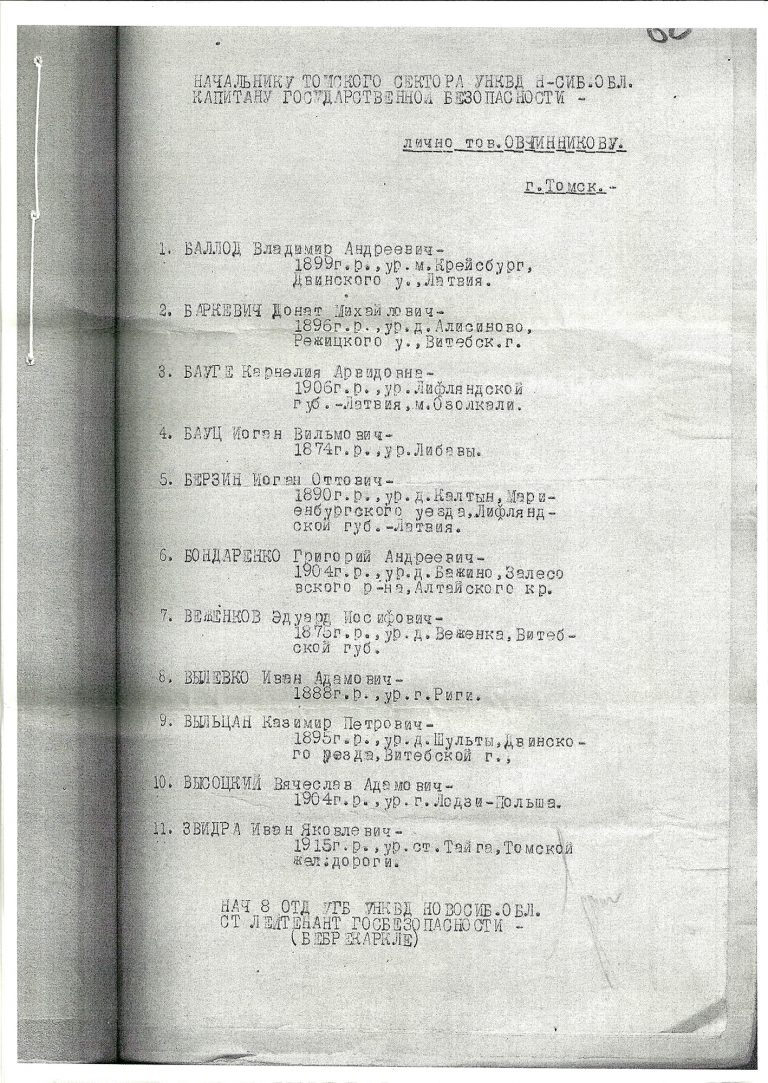 НАЧАЛЬНИКУ ТОМСКОГО СЕКТОРА УНКВД Н-СИБ.ОБЛ.
КАПИТАНУ ГОСУДАРСТВЕННОЙ БЕЗОПАСНОСТИ -
лично тов.ОВЧИННИКОВУ.
г.Томск.-
1. БАЛЛОД Владимир Андреевич-
1899г.р.,ур.м.Крейсбург,
Двинского у.,Латвия.
2. БАРКЕВИЧ Донат Михайлович-
1896г.р.,ур.д.Алисиново,
Режицкого у.,Витебск.г.
3. БАУГЕ Карнелия Арвидовна-
1906г.р.,ур.Лифляндской
губ.-Латвия,м.Озолкали.
4. БАУЦ Иоган Вильмович-
1874г.р.,ур.Либавы.
5. БЕРЗИН Иоган Оттович-
1890г.р.,ур.д.Калтын,Мари-
енбургского уезда,Лифлянд-
ской губ.-Латвия.
6. БОНДАРЕНКО Григорий Андреевич-
1904г.р.,ур.д.Бажино,Залесо
вского р-на,Алтайского кр.
7. ВЕЖЕНКОВ Эдуард Иосифович-
1875г.р.,ур.д.Веженка,Витеб-
ской губ.
8. ВЫЛЕВКО Иван Адамович-
1888г.р.,ур.г.Риги.
9. ВЫЛЬЦАН Казимир Петрович-
1895г.р.,ур.д.Шульты,Двинско-
го уезда,Витебской г.,
10. ВЫСОЦКИЙ Вячеслав Адамович-
1904г.р.,ур.г.Лодзи-Польша.
11. ЗВИДРА Иван Яковлевич-
1915г.р.,ур.ст.Тайга,Томской
жел.дороги.
НАЧ 8 ОТД УГБ УНКВД НОВОСИБ.ОБЛ.
СТ ЛЕЙТЕНАНТ ГОСБЕЗОПАСНОСТИ -
(БЕБРЕКАРКЛЕ)